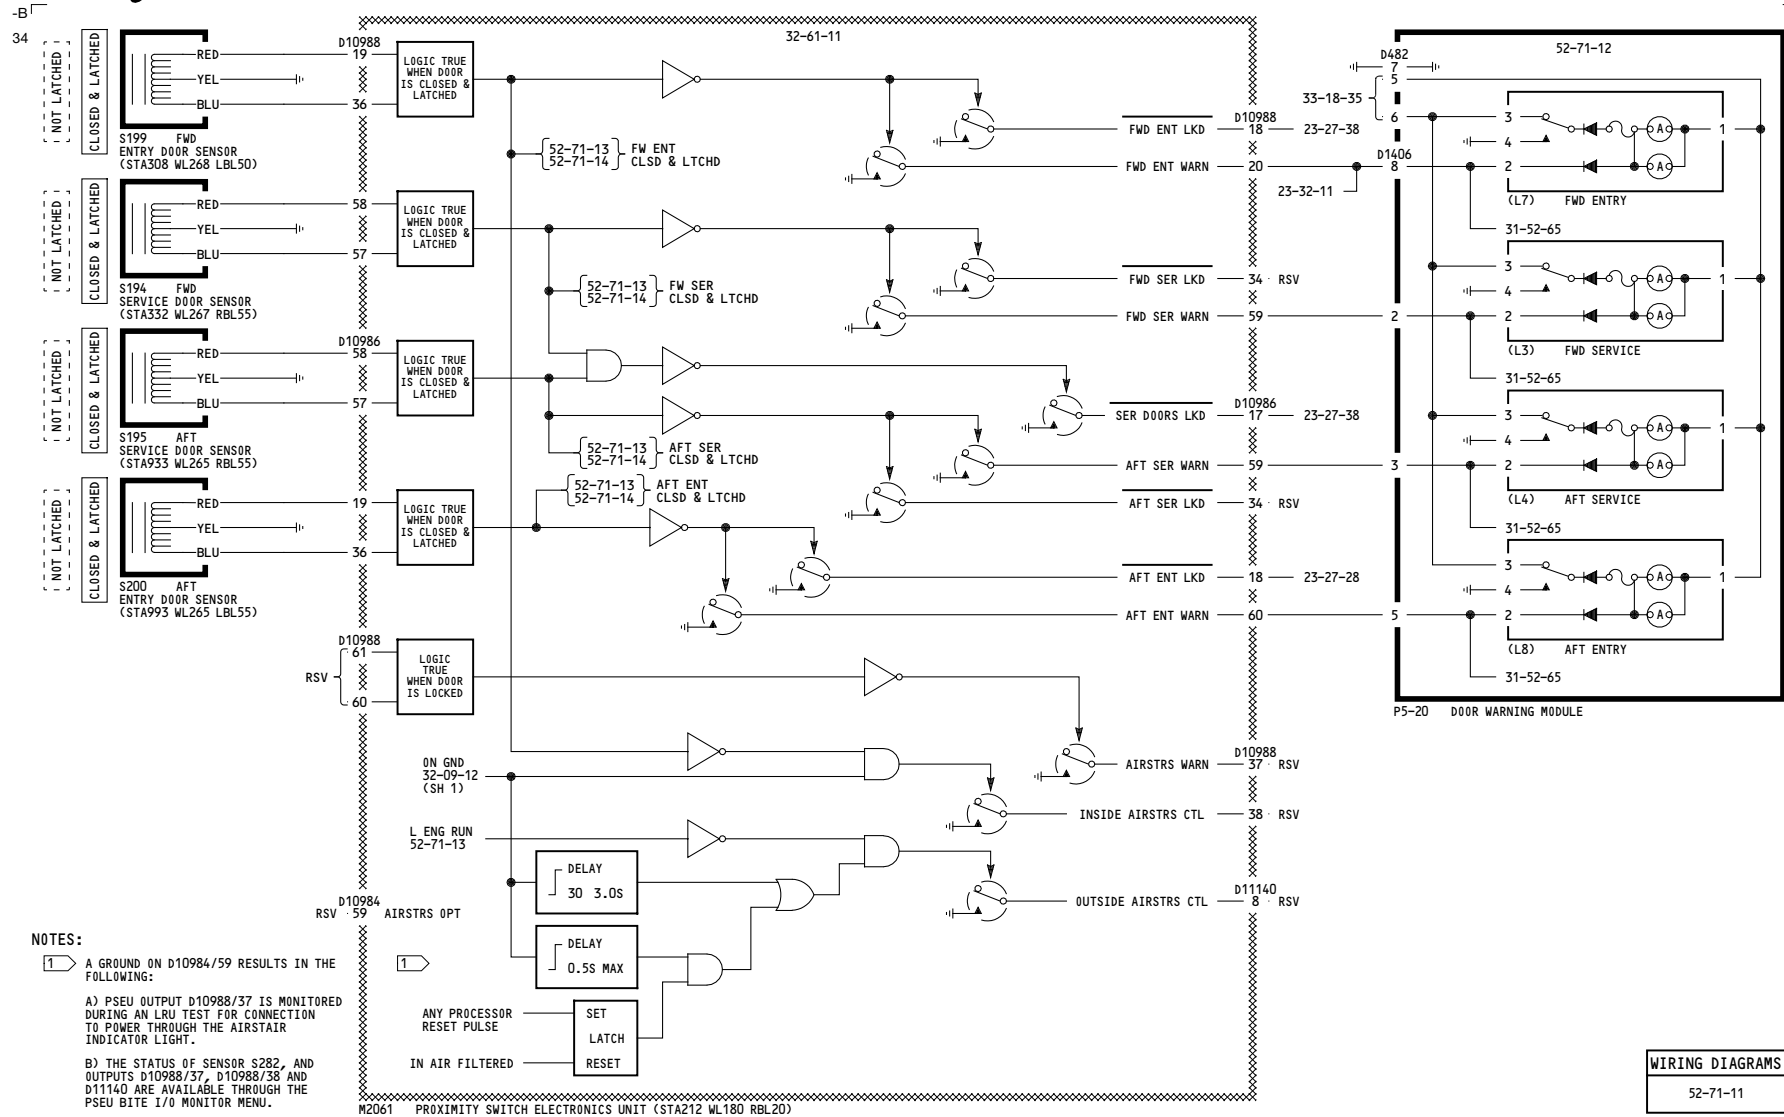 -B
34
NOT LATCHED
CLOSED & LATCHED
RED
YEL
BLU
S199 FWD
ENTRY DOOR SENSOR
(STA308 WL268 LBL50)
D10988
19
36
LOGIC TRUE
WHEN DOOR
IS CLOSED &
LATCHED
NOT LATCHED
CLOSED & LATCHED
RED
YEL
BLU
S194 FWD
SERVICE DOOR SENSOR
(STA332 WL267 RBL55)
58
57
LOGIC TRUE
WHEN DOOR
IS CLOSED &
LATCHED
NOT LATCHED
CLOSED & LATCHED
RED
YEL
BLU
S195 AFT
SERVICE DOOR SENSOR
(STA933 WL265 RBL55)
D10986
58
57
LOGIC TRUE
WHEN DOOR
IS CLOSED &
LATCHED
NOT LATCHED
CLOSED & LATCHED
RED
YEL
BLU
S200 AFT
ENTRY DOOR SENSOR
(STA993 WL265 LBL55)
19
36
LOGIC TRUE
WHEN DOOR
IS CLOSED &
LATCHED
RSV
D10988
61
60
LOGIC
TRUE
WHEN DOOR
IS LOCKED
32-61-11
52-71-13
52-71-14
FW ENT
CLSD & LTCHD
52-71-13
52-71-14
FW SER
CLSD & LTCHD
52-71-13
52-71-14
AFT SER
CLSD & LTCHD
52-71-13
52-71-14
AFT ENT
CLSD & LTCHD
ON GND
32-09-12
(SH 1)
L ENG RUN
52-71-13
DELAY
30 3.0S
DELAY
0.5S MAX
D10984
RSV 59 AIRSTRS OPT
1
ANY PROCESSOR
RESET PULSE
IN AIR FILTERED
SET
LATCH
RESET
D10988
FWD ENT LKD 18 23-27-38
FWD ENT WARN 20
23-32-11
FWD SER LKD 34 RSV
FWD SER WARN 59
D10986
SER DOORS LKD 17 23-27-38
AFT SER WARN 59
AFT SER LKD 34 RSV
AFT ENT LKD 18 23-27-28
AFT ENT WARN 60
D10988
AIRSTRS WARN 37 RSV
INSIDE AIRSTRS CTL 38 RSV
D11140
OUTSIDE AIRSTRS CTL 8 RSV
52-71-12
D482
7
5
33-18-35
6
D1406
8
2
3
5
3
4
2
A
A
1
(L7) FWD ENTRY
31-52-65
3
4
2
A
A
1
(L3) FWD SERVICE
31-52-65
3
4
2
A
A
1
(L4) AFT SERVICE
31-52-65
3
4
2
A
A
1
(L8) AFT ENTRY
31-52-65
P5-20 DOOR WARNING MODULE
NOTES:
1 A GROUND ON D10984/59 RESULTS IN THE
FOLLOWING:
A) PSEU OUTPUT D10988/37 IS MONITORED
DURING AN LRU TEST FOR CONNECTION
TO POWER THROUGH THE AIRSTAIR
INDICATOR LIGHT.
B) THE STATUS OF SENSOR S282, AND
OUTPUTS D10988/37, D10988/38 AND
D11140 ARE AVAILABLE THROUGH THE
PSEU BITE I/O MONITOR MENU.
M2061 PROXIMITY SWITCH ELECTRONICS UNIT (STA212 WL180 RBL20)
WIRING DIAGRAMS
52-71-11